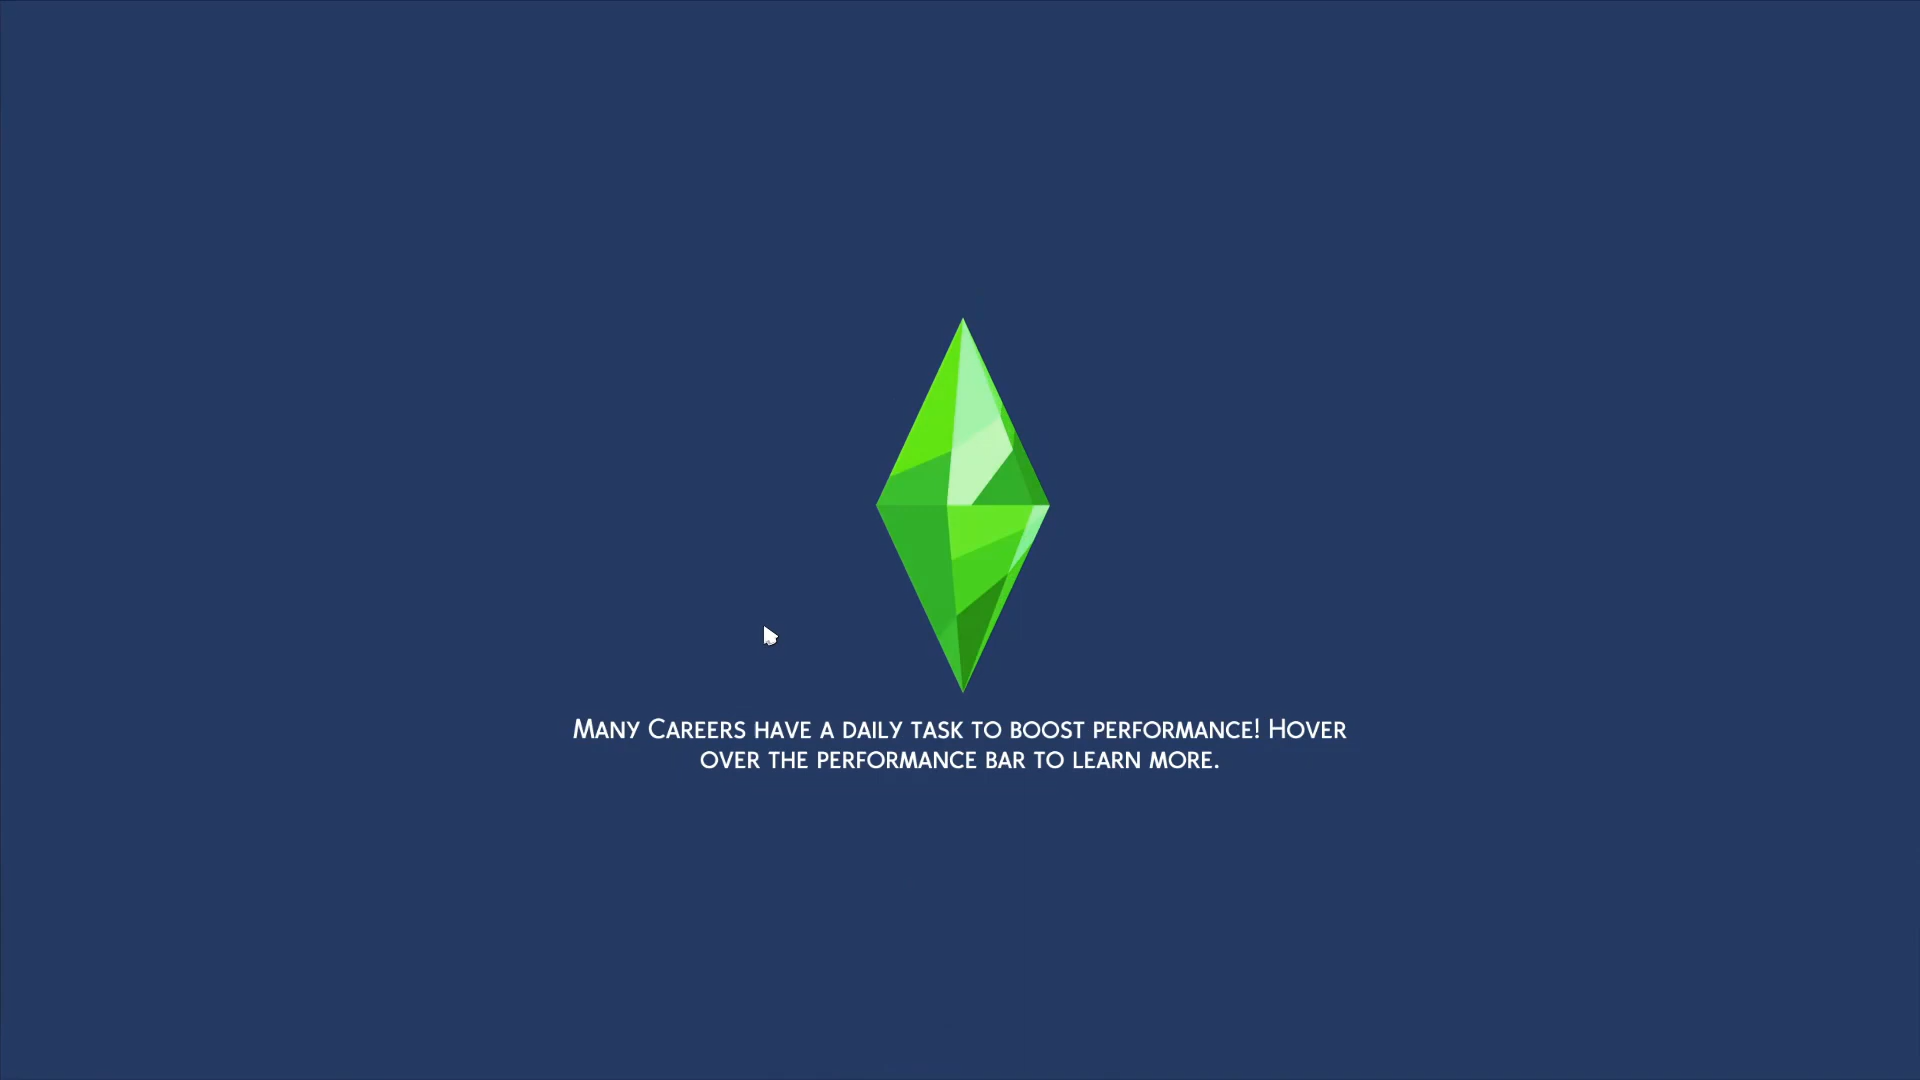 Many Careers have a daily task to boost performance! Hover
over the performance bar to learn more.